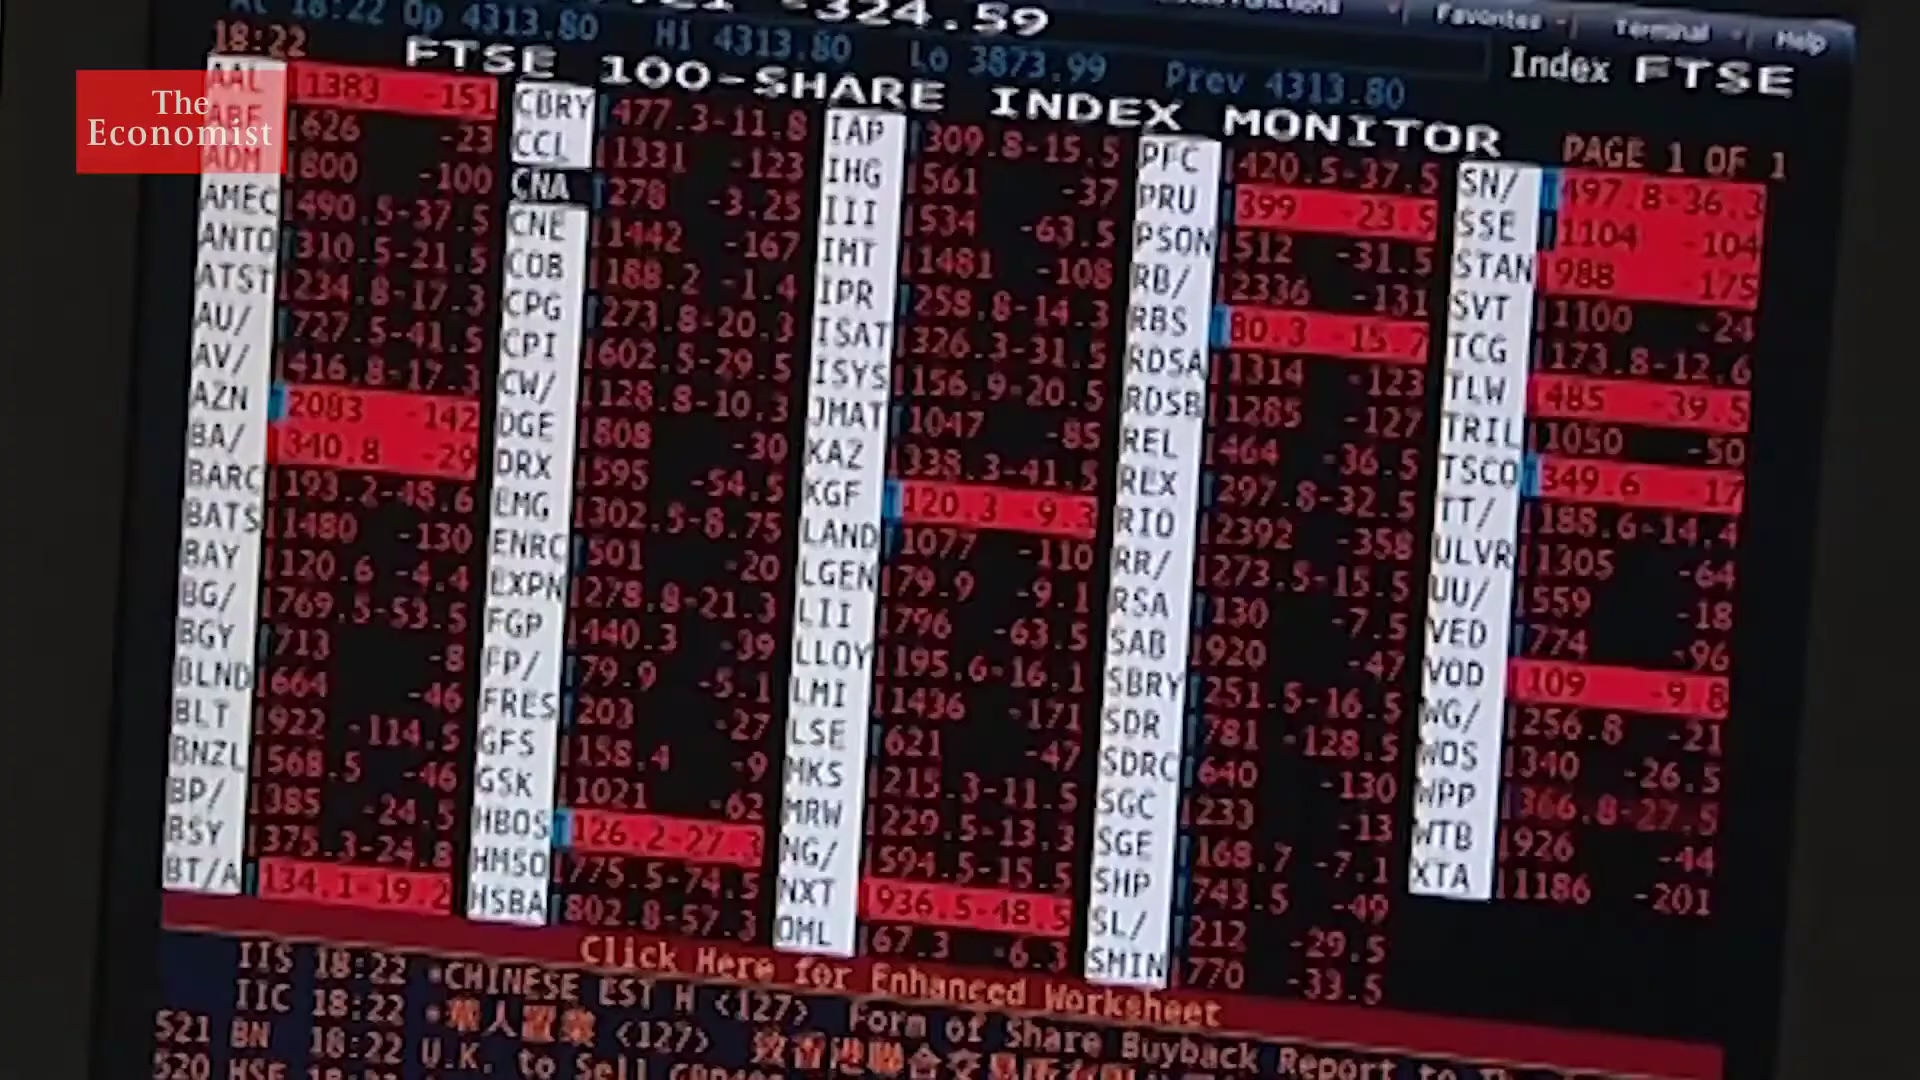 324.59
Favorites Terminal Help
At 18:22 Op 4313.80 Hi 4313.80 Lo 3873.99 Prev 4313.80
Index FTSE
18:22
FTSE 100-SHARE INDEX MONITOR
PAGE 1 OF 1
The
Economist
AAL 1383 -151
ABF 626 -23
ADM 800 -100
AMEC 490.5-37.5
ANTO 310.5-21.5
ATST 234.8-17.3
AU/ 727.5-41.5
AV/ 416.8-17.3
AZN 2083 -142
BA/ 340.8 -29
BARC 193.2-48.6
BATS 1480 -130
BAY 120.6 -4.4
BG/ 769.5-53.5
BGY 713 -8
BLND 664 -46
BLT 922 -114.5
BNZL 568.5 -46
BP/ 385 -24.5
BSY 375.3-24.8
BT/A 134.1-19.2
CBRY 477.3-11.8
CCL 1331 -123
CNA 278 -3.25
CNE 1442 -167
COB 188.2 -1.4
CPG 273.8-20.3
CPI 602.5-29.5
CW/ 128.8-10.3
DGE 808 -30
DRX 595 -54.5
EMG 302.5-8.75
ENRC 501 -20
EXPN 278.8-21.3
FGP 440.3 -39
FP/ 79.9 -5.1
FRES 203 -27
GFS 158.4 -9
GSK 1021 -62
HBOS 126.2-27.3
HMSO 775.5-74.5
HSBA 802.8-57.3
IAP 309.8-15.5
IHG 561 -37
III 534 -63.5
IMT 1481 -108
IPR 258.8-14.3
ISAT 326.3-31.5
ISYS 156.9-20.5
JMAT 1047 -85
KAZ 338.3-41.5
KGF 120.3 -9.3
LAND 1077 -110
LGEN 79.9 -9.1
LII 796 -63.5
LLOY 195.6-16.1
LMI 1436 -171
LSE 621 -47
MKS 215.3-11.5
MRW 229.5-13.3
NG/ 594.5-15.5
NXT 936.5-48.5
OML 67.3 -6.3
PFC 420.5-37.5
PRU 399 -23.5
PSON 512 -31.5
RB/ 2336 -131
RBS 80.3 -15.7
RDSA 1314 -123
RDSB 1285 -127
REL 464 -36.5
REX 297.8-32.5
RIO 2392 -358
RR/ 273.5-15.5
RSA 130 -7.5
SAB 920 -47
SBRY 251.5-16.5
SDR 781 -128.5
SDRC 640 -130
SGC 233 -13
SGE 168.7 -7.1
SHP 743.5 -49
SL/ 212 -29.5
SMIN 770 -33.5
SN/ 497.8-36.3
SSE 1104 -104
STAN 988 -175
SVT 1100 -24
TCG 173.8-12.6
TLW 485 -39.5
TRIL 1050 -50
TSCO 349.6 -17
TT/ 188.6-14.4
ULVR 1305 -64
UU/ 559 -18
VED 774 -96
VOD 109 -9.8
WG/ 256.8 -21
WOS 340 -26.5
WPP 366.8-27.5
WTB 926 -44
XTA 1186 -201
Click Here for Enhanced Worksheet
IIS 18:22 *CHINESE EST H <127> Form of Share Buyback Report to
IIC 18:22 *華人置業 <127>
521 BN 18:22 U.K. to Sell
520 HSE